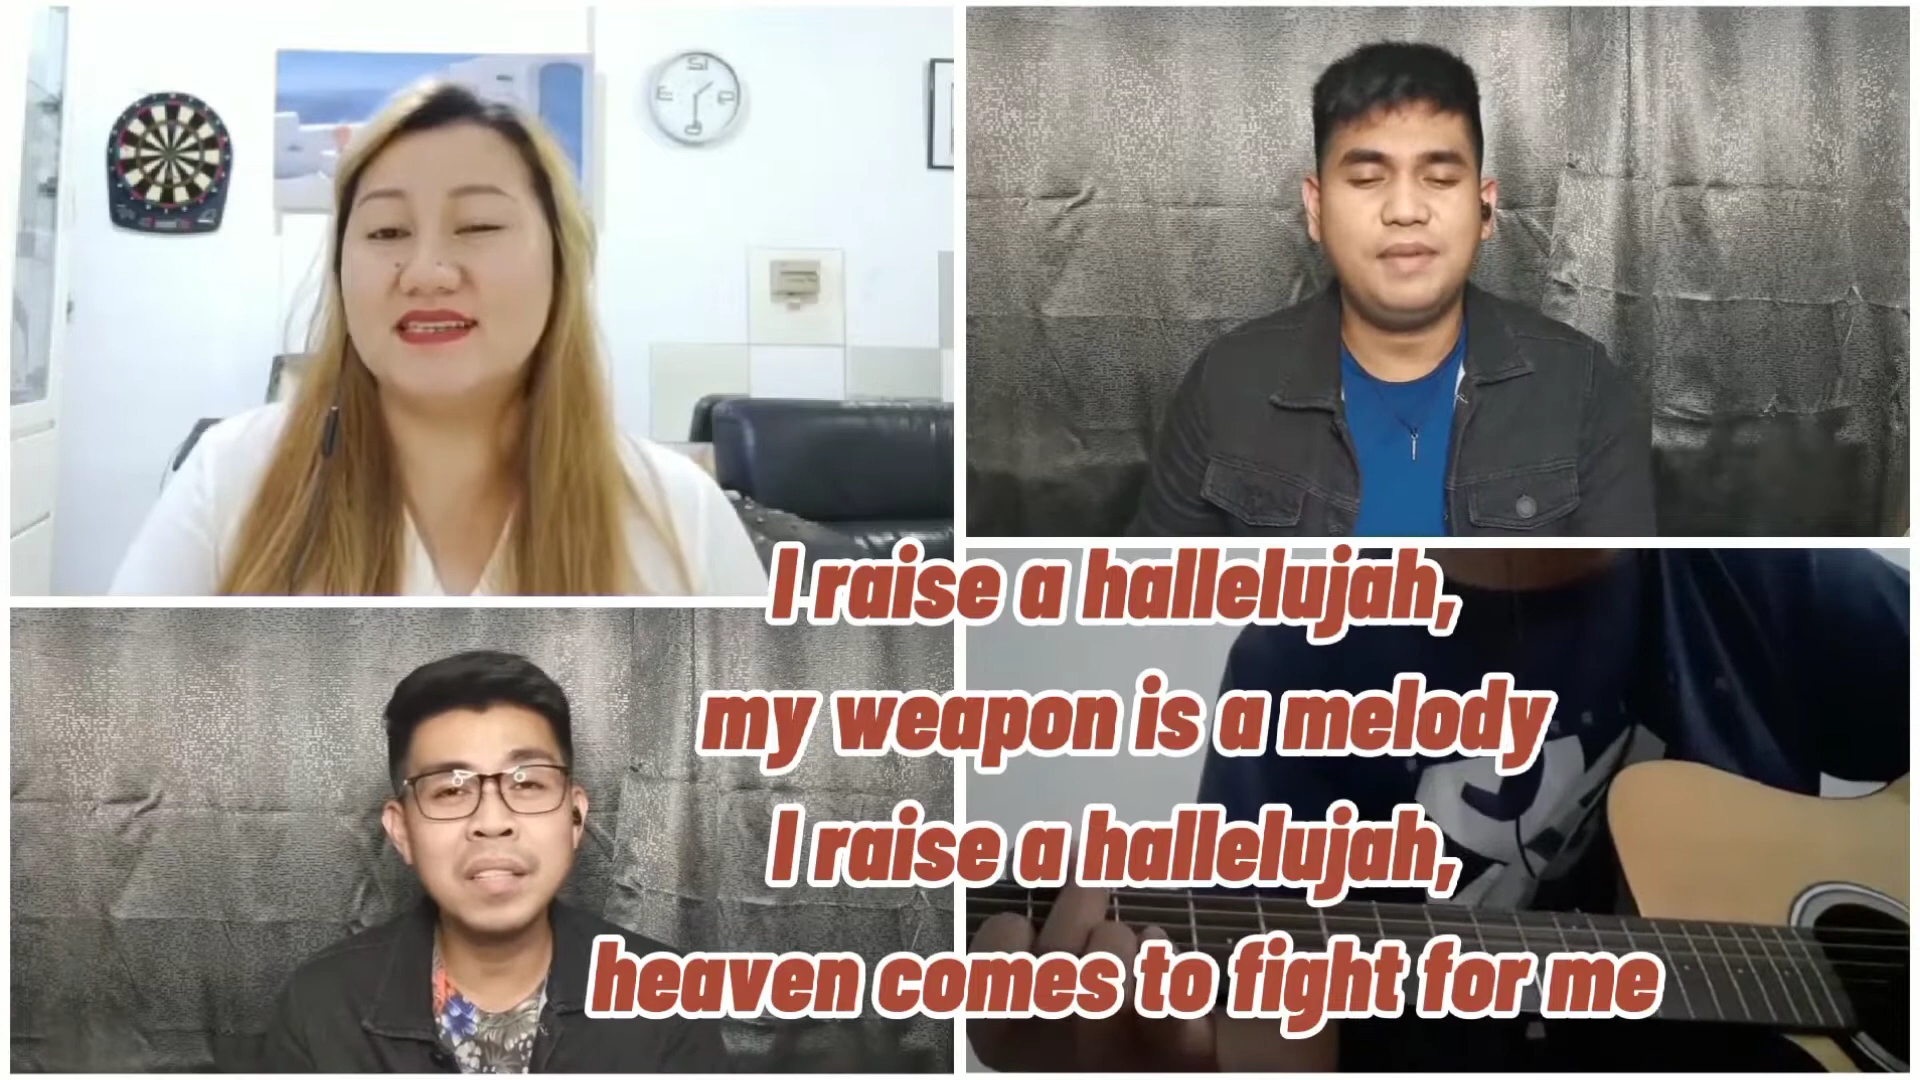 I raise a hallelujah,
my weapon is a melody
I raise a hallelujah,
heaven comes to fight for me